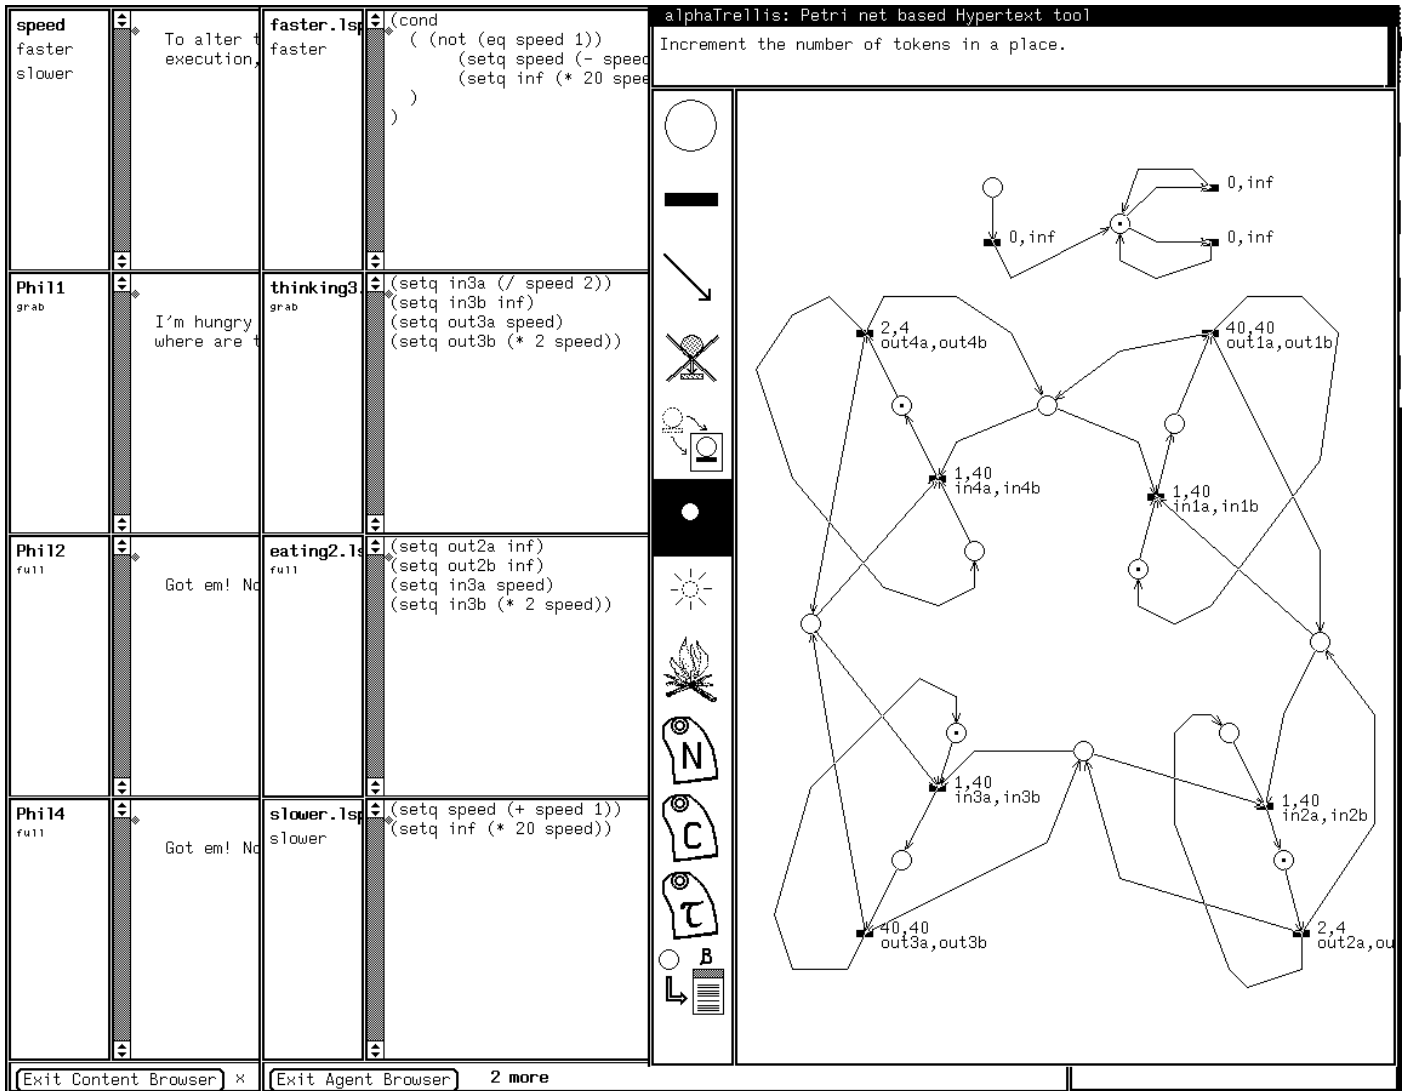 speed
faster
slower
To alter t
execution,
Phil1
grab
I'm hungry
where are t
Phil2
full
Got em! No
Phil4
full
Got em! No
Exit Content Browser
x
faster.lsp
faster
(cond
( (not (eq speed 1))
(setq speed (- speed
(setq inf (* 20 spee
)
)
thinking3.
grab
(setq in3a (/ speed 2))
(setq in3b inf)
(setq out3a speed)
(setq out3b (* 2 speed))
eating2.ls
full
(setq out2a inf)
(setq out2b inf)
(setq in3a speed)
(setq in3b (* 2 speed))
slower.lsp
slower
(setq speed (+ speed 1))
(setq inf (* 20 speed))
Exit Agent Browser
2 more
alphaTrellis: Petri net based Hypertext tool
Increment the number of tokens in a place.
N
C
τ
B
0,inf
0,inf
0,inf
2,4
out4a,out4b
40,40
out1a,out1b
1,40
in4a,in4b
1,40
in1a,in1b
1,40
in3a,in3b
1,40
in2a,in2b
40,40
out3a,out3b
2,4
out2a,ou